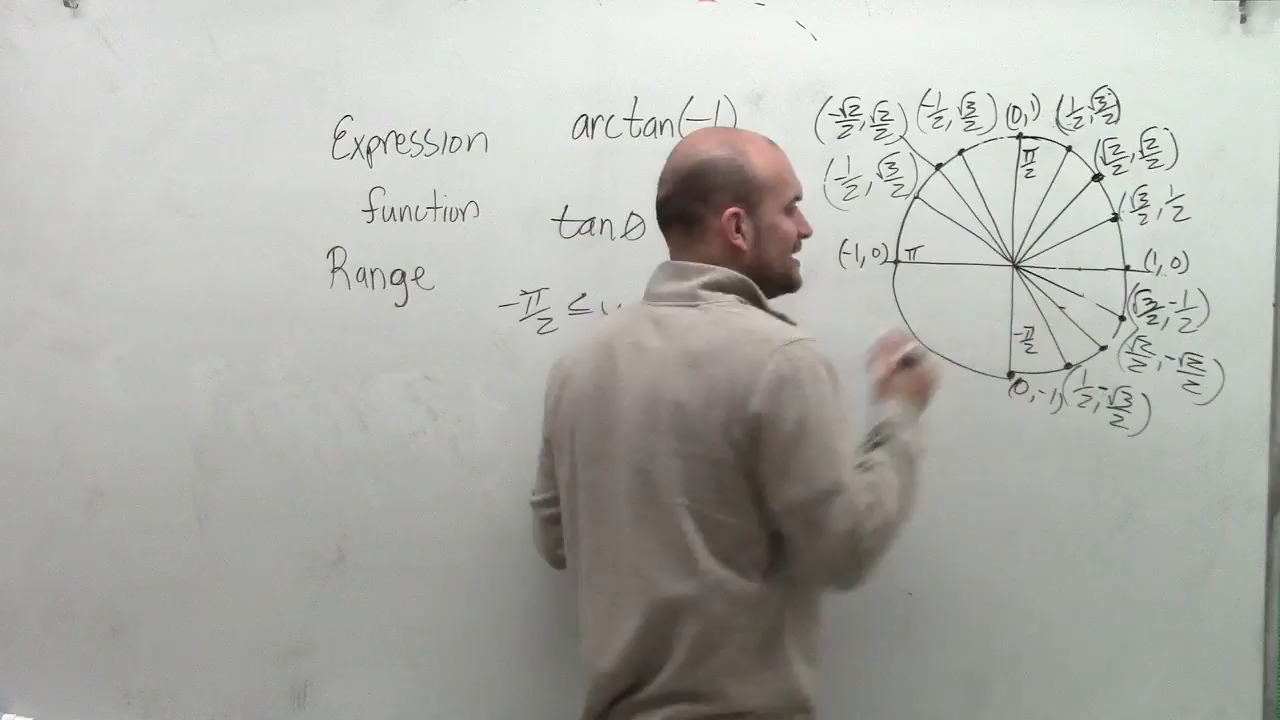 Expression arctan(-1)
function tanθ
Range -π/2 ≤
(-√2/2, √2/2) (-1/2, √3/2) (0,1) (1/2, √3/2)
(-1/2, √3/2) π/2 (√2/2, √2/2)
(√3/2, 1/2
(-1,0) π (1,0)
(√3/2, -1/2)
-π/2 (√2/2, -√2/2)
(0,-1) (1/2, -√3/2)